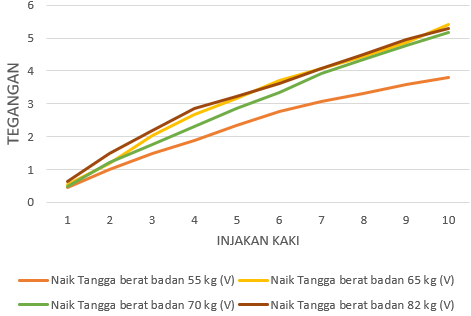 6
5
4
3
2
1
0
TEGANGAN
1 2 3 4 5 6 7 8 9 10
INJAKAN KAKI
Naik Tangga berat badan 55 kg (V) Naik Tangga berat badan 65 kg (V)
Naik Tangga berat badan 70 kg (V) Naik Tangga berat badan 82 kg (V)